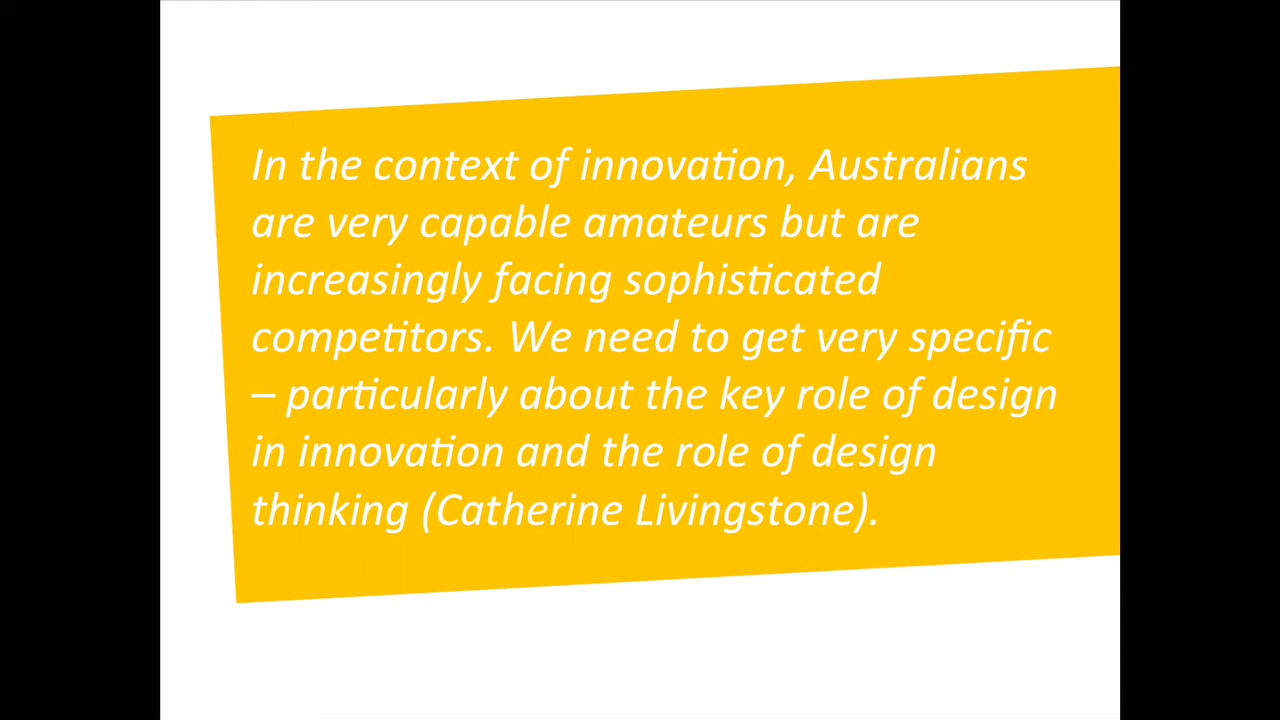 In the context of innovation, Australians
are very capable amateurs but are
increasingly facing sophisticated
competitors. We need to get very specific
– particularly about the key role of design
in innovation and the role of design
thinking (Catherine Livingstone).